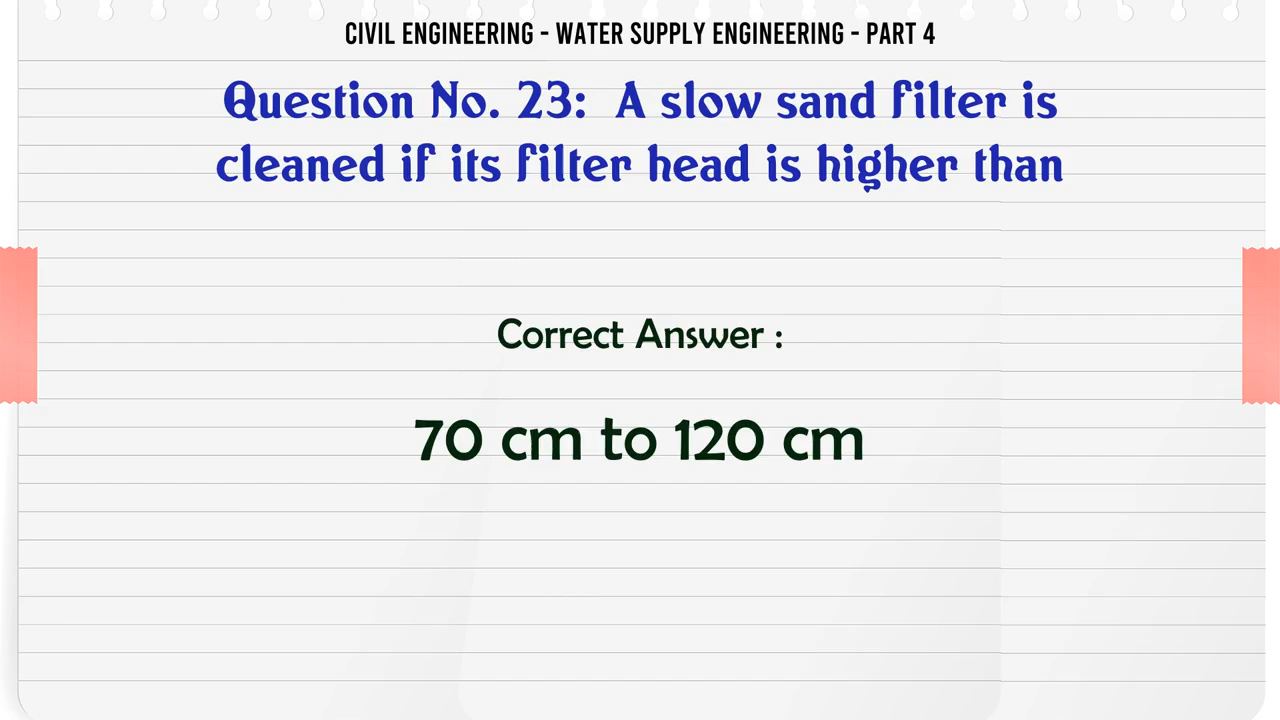 CIVIL ENGINEERING - WATER SUPPLY ENGINEERING - PART 4
Question No. 23: A slow sand filter is
cleaned if its filter head is higher than
Correct Answer :
70 cm to 120 cm